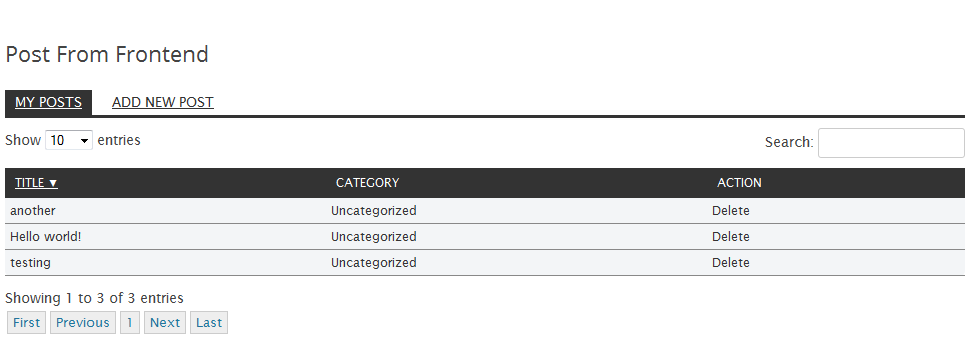 Post From Frontend
MY POSTS ADD NEW POST
Show 10 entries Search:
TITLE ▼ CATEGORY ACTION
another Uncategorized Delete
Hello world! Uncategorized Delete
testing Uncategorized Delete
Showing 1 to 3 of 3 entries
First Previous 1 Next Last